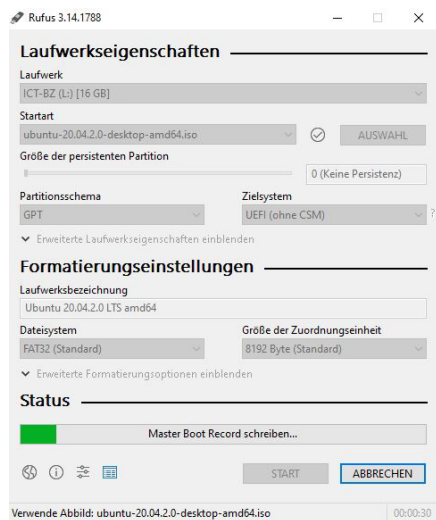 Rufus 3.14.1788
Laufwerkseigenschaften
Laufwerk
ICT-BZ (L:) [16 GB]
Startart
ubuntu-20.04.2.0-desktop-amd64.iso
AUSWAHL
Größe der persistenten Partition
0 (Keine Persistenz)
Partitionsschema
Zielsystem
GPT
UEFI (ohne CSM)
?
Erweiterte Laufwerkseigenschaften einblenden
Formatierungseinstellungen
Laufwerksbezeichnung
Ubuntu 20.04.2.0 LTS amd64
Dateisystem
Größe der Zuordnungseinheit
FAT32 (Standard)
8192 Byte (Standard)
Erweiterte Formatierungsoptionen einblenden
Status
Master Boot Record schreiben...
START
ABBRECHEN
Verwende Abbild: ubuntu-20.04.2.0-desktop-amd64.iso
00:00:30